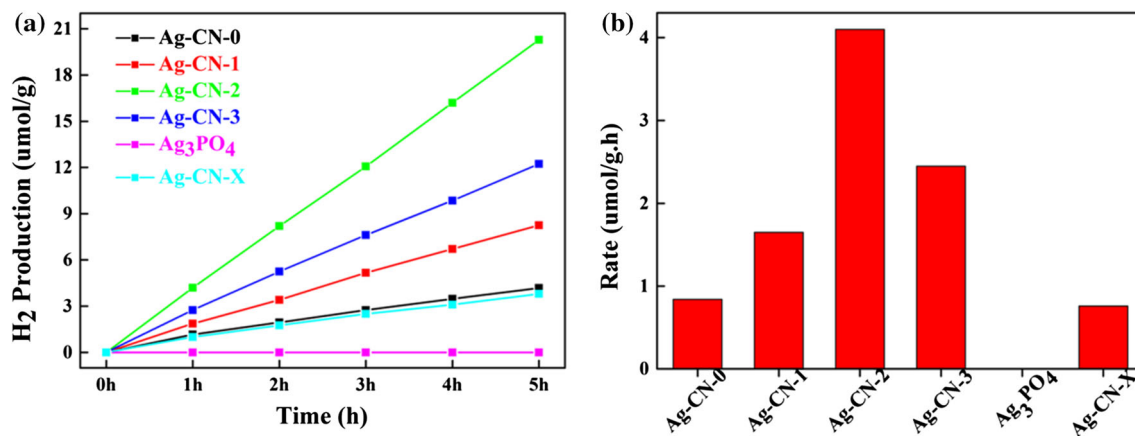 (a)
H2 Production (umol/g)
21
18
15
12
9
6
3
0
Ag-CN-0
Ag-CN-1
Ag-CN-2
Ag-CN-3
Ag3PO4
Ag-CN-X
0h 1h 2h 3h 4h 5h
Time (h)
(b)
Rate (umol/g.h)
4
3
2
1
0
Ag-CN-0 Ag-CN-1 Ag-CN-2 Ag-CN-3 Ag3PO4 Ag-CN-X